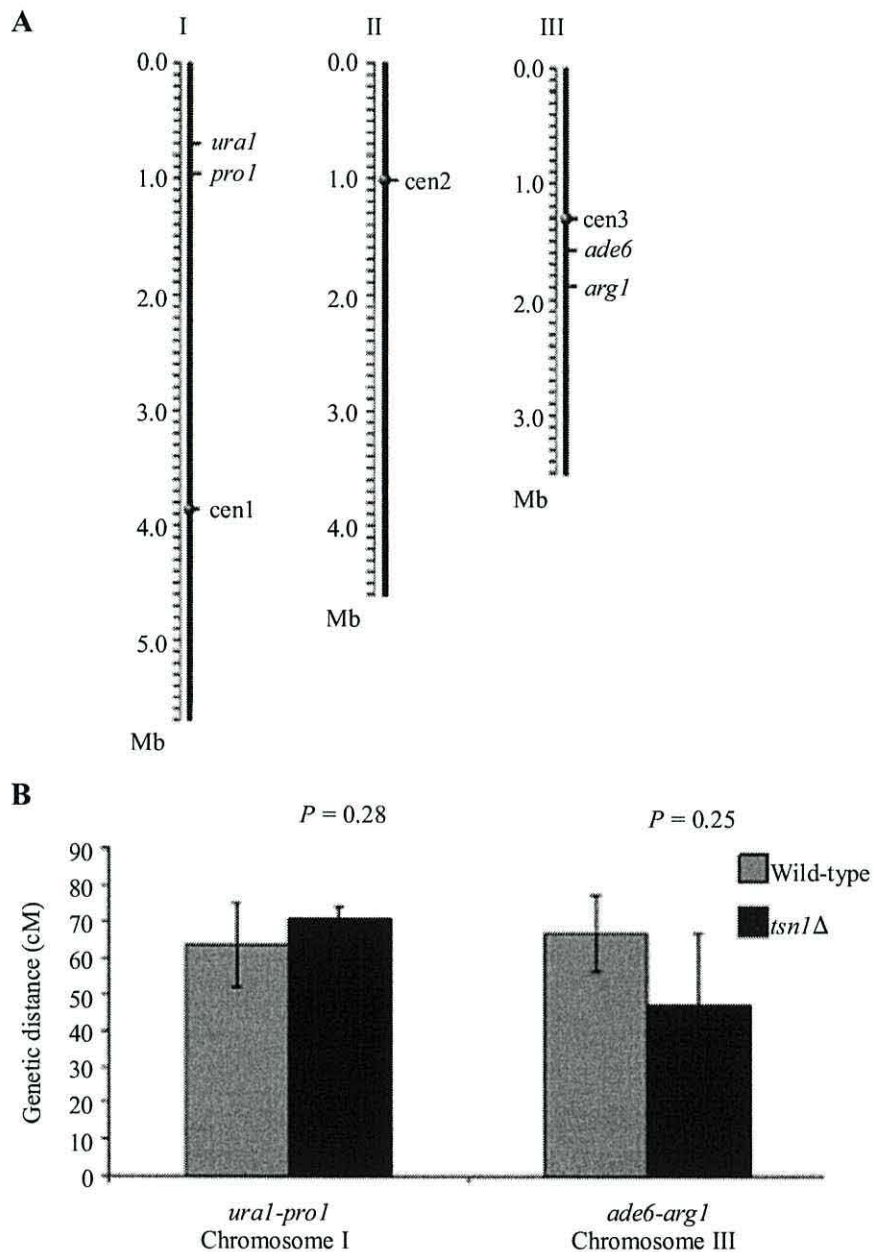 A
I
II
III
0.0
1.0
2.0
3.0
4.0
5.0
Mb
ura1
pro1
cen1
0.0
1.0
2.0
3.0
4.0
Mb
cen2
0.0
1.0
2.0
3.0
Mb
cen3
ade6
arg1
B
P = 0.28
P = 0.25
Wild-type
tsn1Δ
Genetic distance (cM)
90
80
70
60
50
40
30
20
10
0
ura1-pro1
Chromosome I
ade6-arg1
Chromosome III